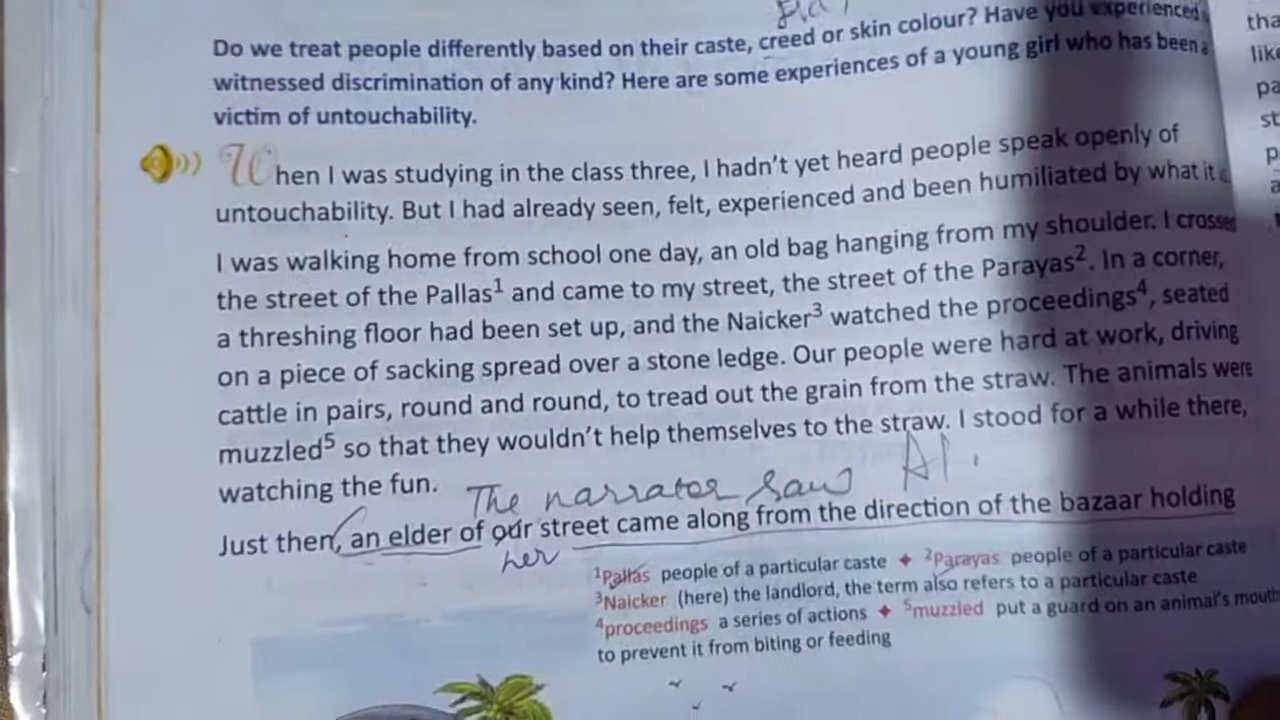 Do we treat people differently based on their caste, creed or skin colour? Have you experienced
witnessed discrimination of any kind? Here are some experiences of a young girl who has been a
victim of untouchability.
When I was studying in the class three, I hadn't yet heard people speak openly of
untouchability. But I had already seen, felt, experienced and been humiliated by what it
I was walking home from school one day, an old bag hanging from my shoulder. I crossed
the street of the Pallas¹ and came to my street, the street of the Parayas². In a corner,
a threshing floor had been set up, and the Naicker³ watched the proceedings⁴, seated
on a piece of sacking spread over a stone ledge. Our people were hard at work, driving
cattle in pairs, round and round, to tread out the grain from the straw. The animals were
muzzled⁵ so that they wouldn't help themselves to the straw. I stood for a while there,
watching the fun. The narrator saw A1.
Just then, an elder of our street came along from the direction of the bazaar holding
her
¹Pallas people of a particular caste ✦ ²Parayas people of a particular caste
³Naicker (here) the landlord, the term also refers to a particular caste
⁴proceedings a series of actions ✦ ⁵muzzled put a guard on an animal's mouth
to prevent it from biting or feeding